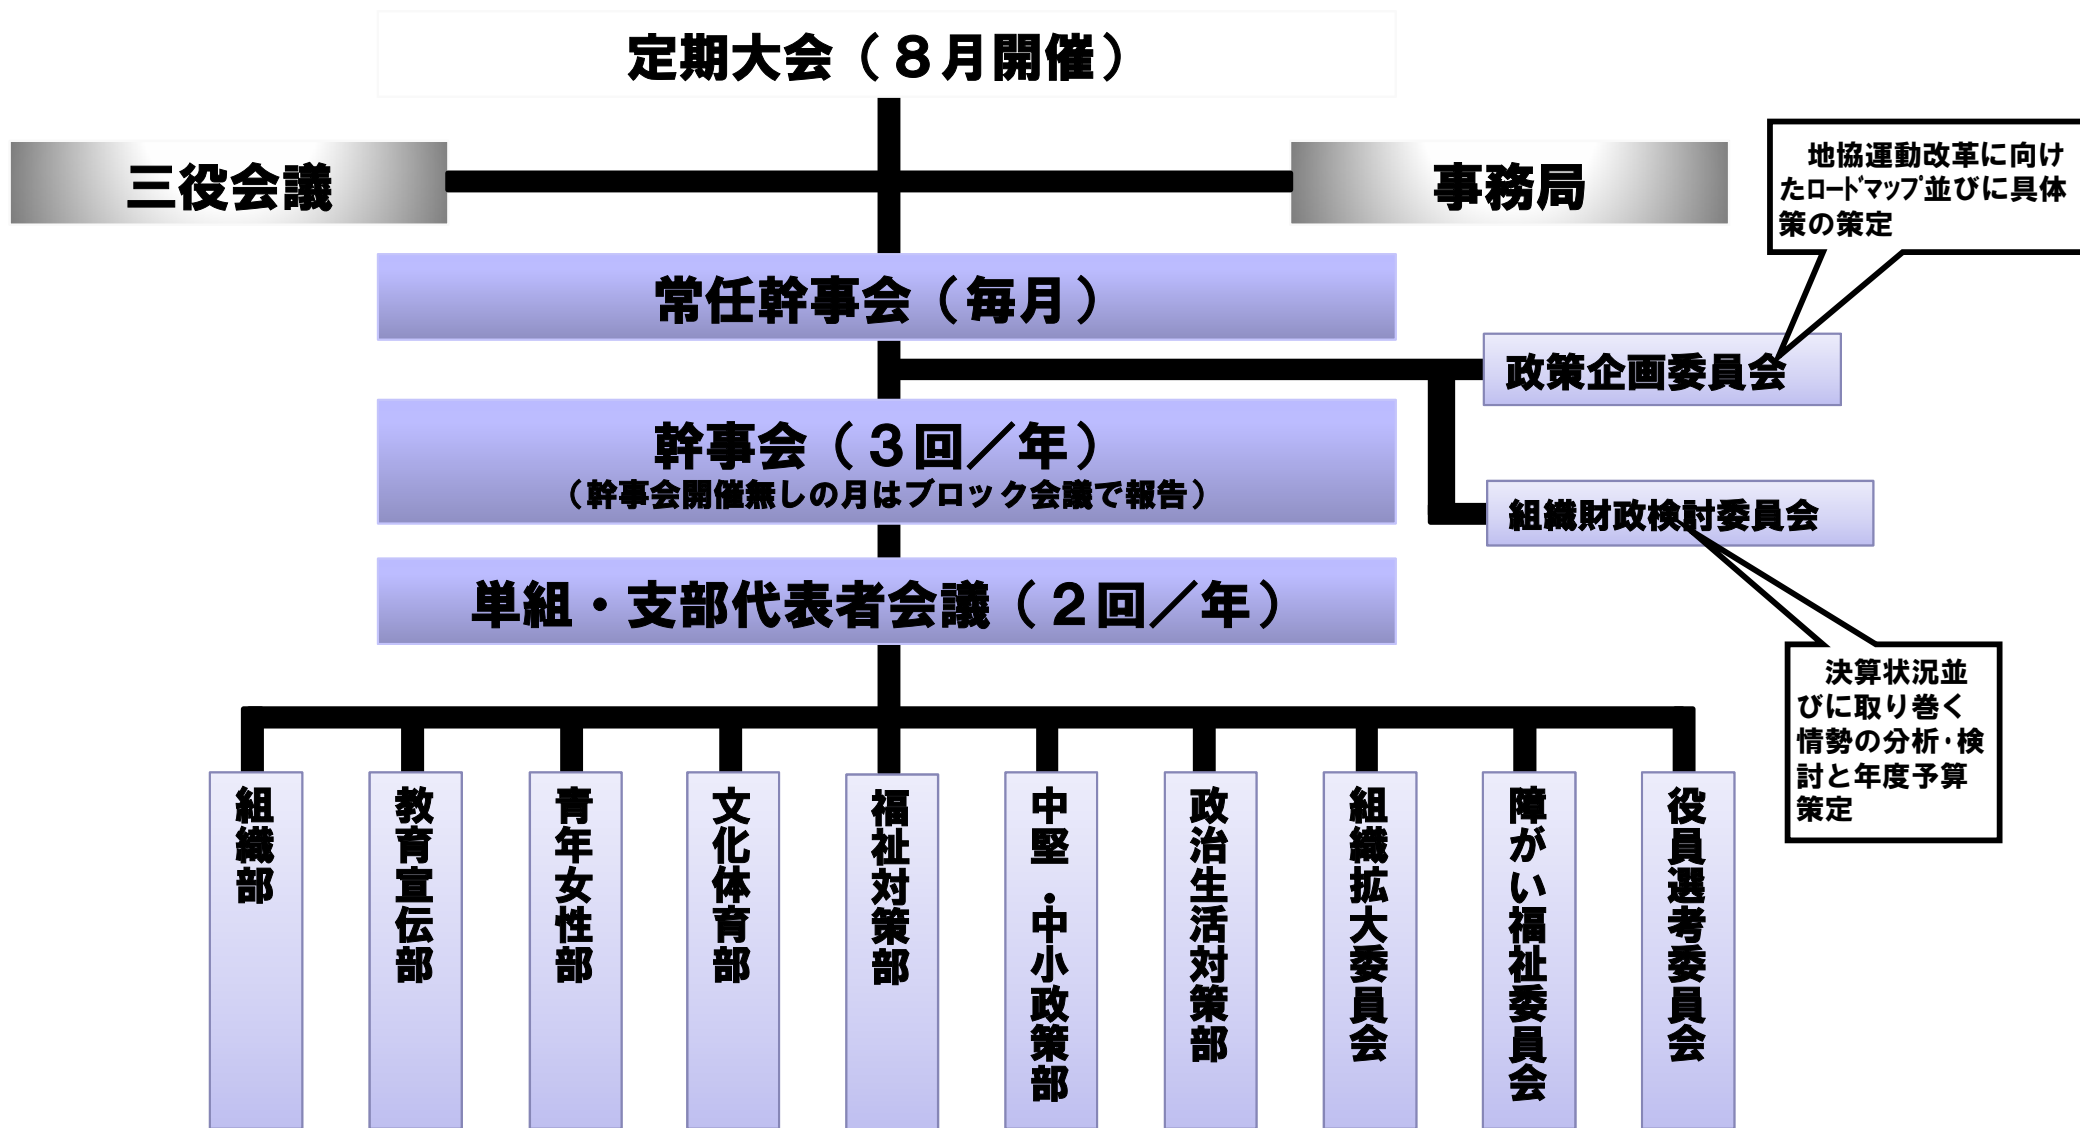 定期大会（８月開催）
三役会議
事務局
地協運動改革に向け
たﾛｰﾄﾞﾏｯﾌﾟ並びに具体
策の策定
常任幹事会（毎月）
政策企画委員会
幹事会（３回／年）
（幹事会開催無しの月はブロック会議で報告）
組織財政検討委員会
単組・支部代表者会議（２回／年）
決算状況並
びに取り巻く
情勢の分析･検
討と年度予算
策定
組織部
教育宣伝部
青年女性部
文化体育部
福祉対策部
中堅・中小政策部
政治生活対策部
組織拡大委員会
障がい福祉委員会
役員選考委員会